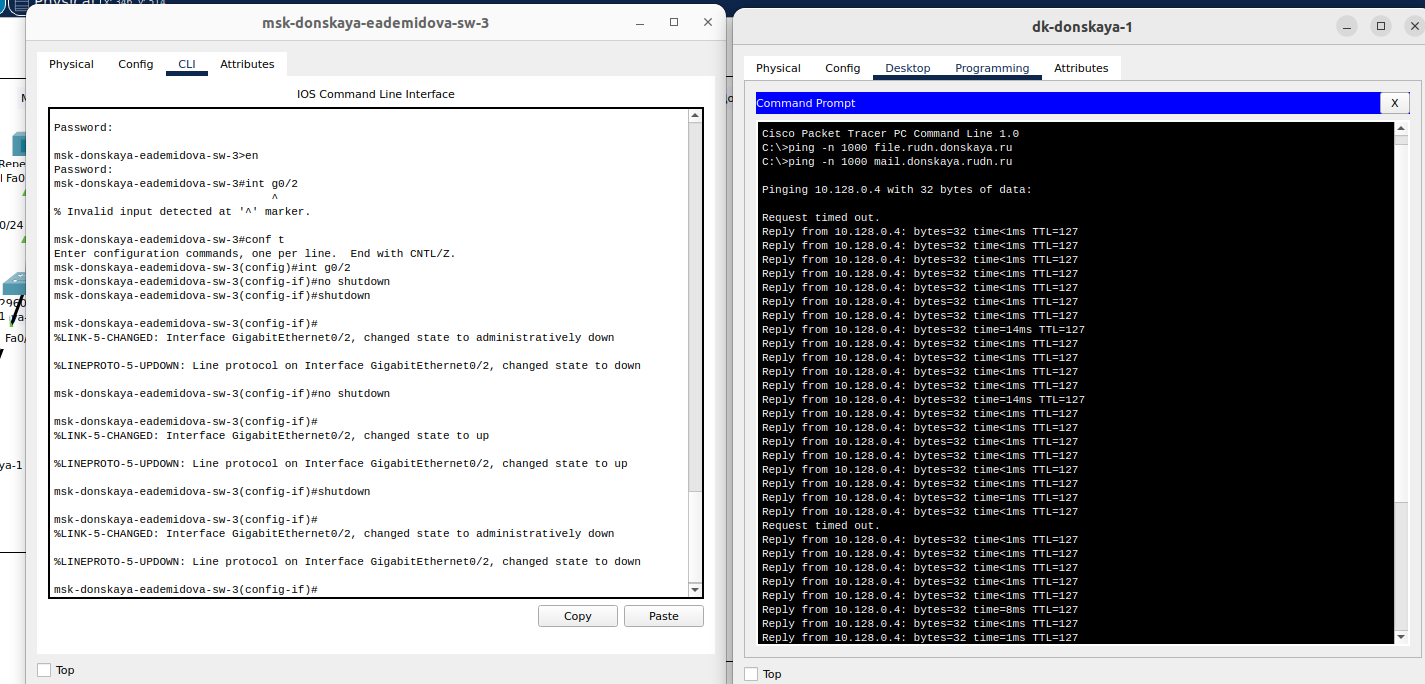 Physical
msk-donskaya-eademidova-sw-3
Physical
Config
CLI
Attributes
IOS Command Line Interface
Password:
msk-donskaya-eademidova-sw-3>en
Password:
msk-donskaya-eademidova-sw-3#int g0/2
^
% Invalid input detected at '^' marker.
msk-donskaya-eademidova-sw-3#conf t
Enter configuration commands, one per line.  End with CNTL/Z.
msk-donskaya-eademidova-sw-3(config)#int g0/2
msk-donskaya-eademidova-sw-3(config-if)#no shutdown
msk-donskaya-eademidova-sw-3(config-if)#shutdown
msk-donskaya-eademidova-sw-3(config-if)#
%LINK-5-CHANGED: Interface GigabitEthernet0/2, changed state to administratively down
%LINEPROTO-5-UPDOWN: Line protocol on Interface GigabitEthernet0/2, changed state to down
msk-donskaya-eademidova-sw-3(config-if)#no shutdown
msk-donskaya-eademidova-sw-3(config-if)#
%LINK-5-CHANGED: Interface GigabitEthernet0/2, changed state to up
%LINEPROTO-5-UPDOWN: Line protocol on Interface GigabitEthernet0/2, changed state to up
msk-donskaya-eademidova-sw-3(config-if)#shutdown
msk-donskaya-eademidova-sw-3(config-if)#
%LINK-5-CHANGED: Interface GigabitEthernet0/2, changed state to administratively down
%LINEPROTO-5-UPDOWN: Line protocol on Interface GigabitEthernet0/2, changed state to down
msk-donskaya-eademidova-sw-3(config-if)#
Copy
Paste
Top
dk-donskaya-1
Physical
Config
Desktop
Programming
Attributes
Command Prompt
X
Cisco Packet Tracer PC Command Line 1.0
C:\>ping -n 1000 file.rudn.donskaya.ru
C:\>ping -n 1000 mail.donskaya.rudn.ru
Pinging 10.128.0.4 with 32 bytes of data:
Request timed out.
Reply from 10.128.0.4: bytes=32 time<1ms TTL=127
Reply from 10.128.0.4: bytes=32 time<1ms TTL=127
Reply from 10.128.0.4: bytes=32 time<1ms TTL=127
Reply from 10.128.0.4: bytes=32 time<1ms TTL=127
Reply from 10.128.0.4: bytes=32 time<1ms TTL=127
Reply from 10.128.0.4: bytes=32 time<1ms TTL=127
Reply from 10.128.0.4: bytes=32 time<1ms TTL=127
Reply from 10.128.0.4: bytes=32 time=14ms TTL=127
Reply from 10.128.0.4: bytes=32 time<1ms TTL=127
Reply from 10.128.0.4: bytes=32 time<1ms TTL=127
Reply from 10.128.0.4: bytes=32 time<1ms TTL=127
Reply from 10.128.0.4: bytes=32 time<1ms TTL=127
Reply from 10.128.0.4: bytes=32 time=14ms TTL=127
Reply from 10.128.0.4: bytes=32 time<1ms TTL=127
Reply from 10.128.0.4: bytes=32 time<1ms TTL=127
Reply from 10.128.0.4: bytes=32 time<1ms TTL=127
Reply from 10.128.0.4: bytes=32 time<1ms TTL=127
Reply from 10.128.0.4: bytes=32 time<1ms TTL=127
Reply from 10.128.0.4: bytes=32 time<1ms TTL=127
Reply from 10.128.0.4: bytes=32 time=1ms TTL=127
Reply from 10.128.0.4: bytes=32 time<1ms TTL=127
Request timed out.
Reply from 10.128.0.4: bytes=32 time<1ms TTL=127
Reply from 10.128.0.4: bytes=32 time<1ms TTL=127
Reply from 10.128.0.4: bytes=32 time<1ms TTL=127
Reply from 10.128.0.4: bytes=32 time<1ms TTL=127
Reply from 10.128.0.4: bytes=32 time<1ms TTL=127
Reply from 10.128.0.4: bytes=32 time=8ms TTL=127
Reply from 10.128.0.4: bytes=32 time<1ms TTL=127
Reply from 10.128.0.4: bytes=32 time=1ms TTL=127
Top
0/24
ya-1